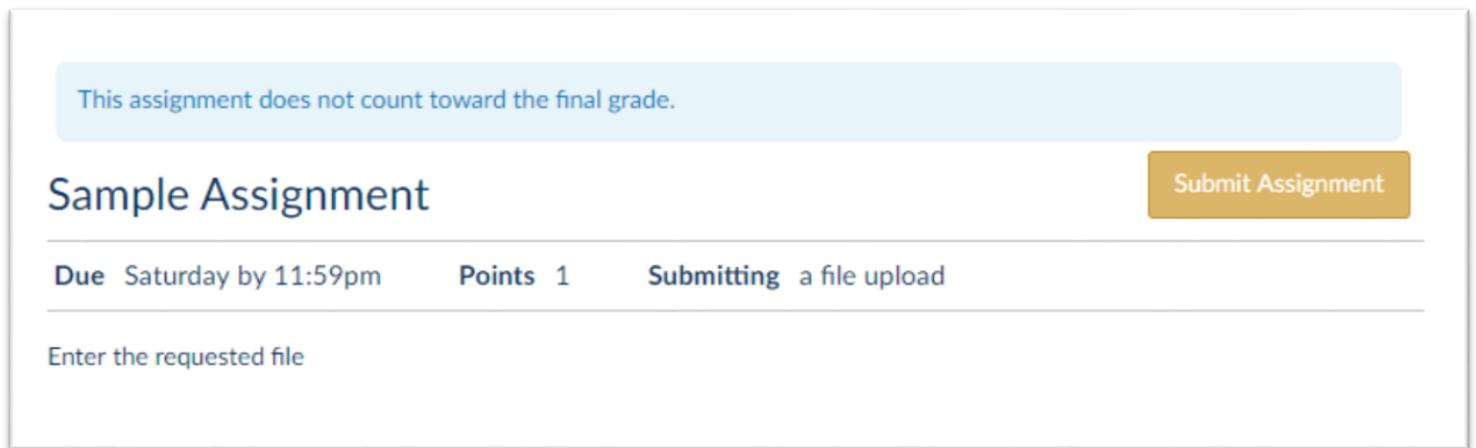 This assignment does not count toward the final grade.
Sample Assignment
Submit Assignment
Due Saturday by 11:59pm Points 1 Submitting a file upload
Enter the requested file